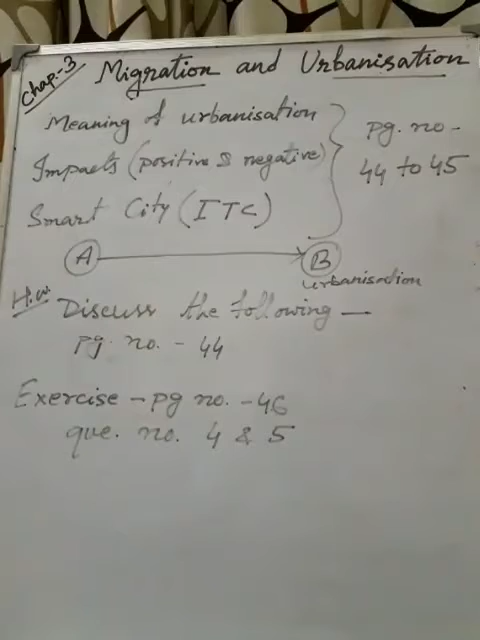 Chap.-3 Migration and Urbanisation
Meaning of urbanisation
Impacts (positive & negative)
Smart City (ITC)
pg. no -
44 to 45
A B
urbanisation
H.w. Discuss the following —
pg. no. - 44
Exercise - pg no. - 46
que. no. 4 & 5